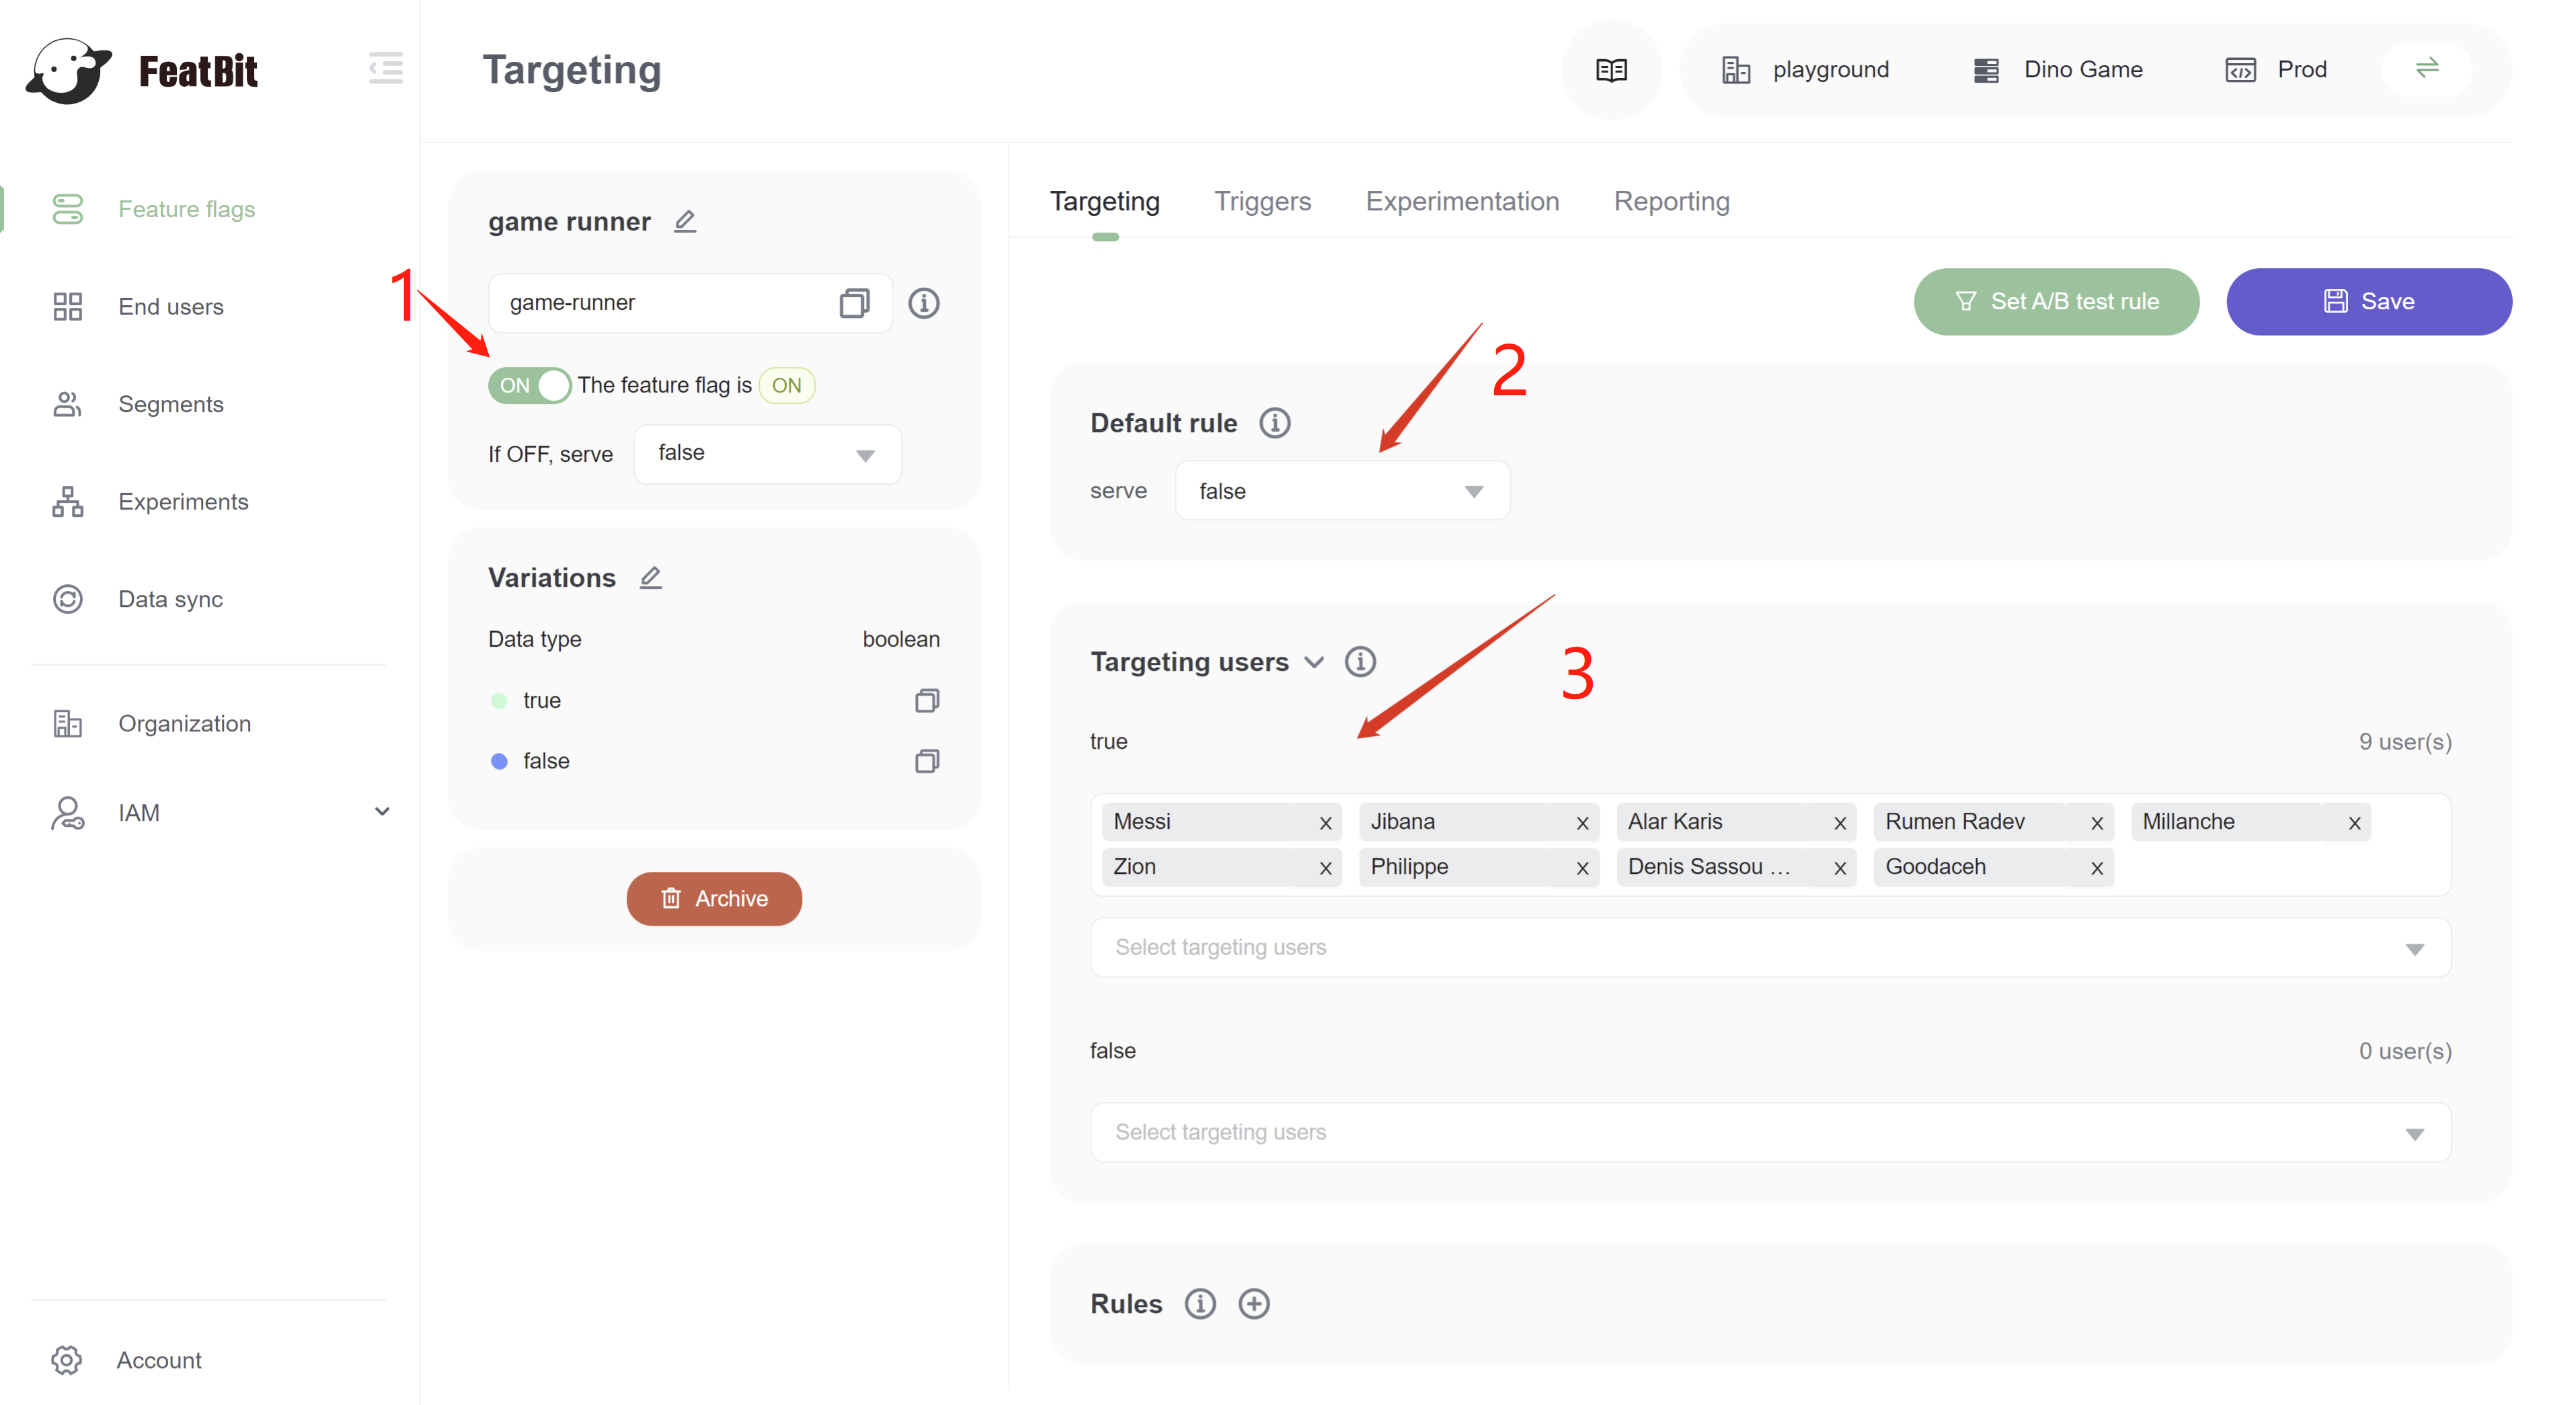 FeatBit
Targeting
playground
Dino Game
Prod
Feature flags
End users
Segments
Experiments
Data sync
Organization
IAM
Account
game runner
game-runner
1
ON The feature flag is ON
If OFF, serve false
Variations
Data type boolean
true
false
Archive
Targeting Triggers Experimentation Reporting
Set A/B test rule
Save
2
Default rule
serve false
Targeting users
3
true 9 user(s)
Messi x Jibana x Alar Karis x Rumen Radev x Millanche x
Zion x Philippe x Denis Sassou ... x Goodaceh x
Select targeting users
false 0 user(s)
Select targeting users
Rules